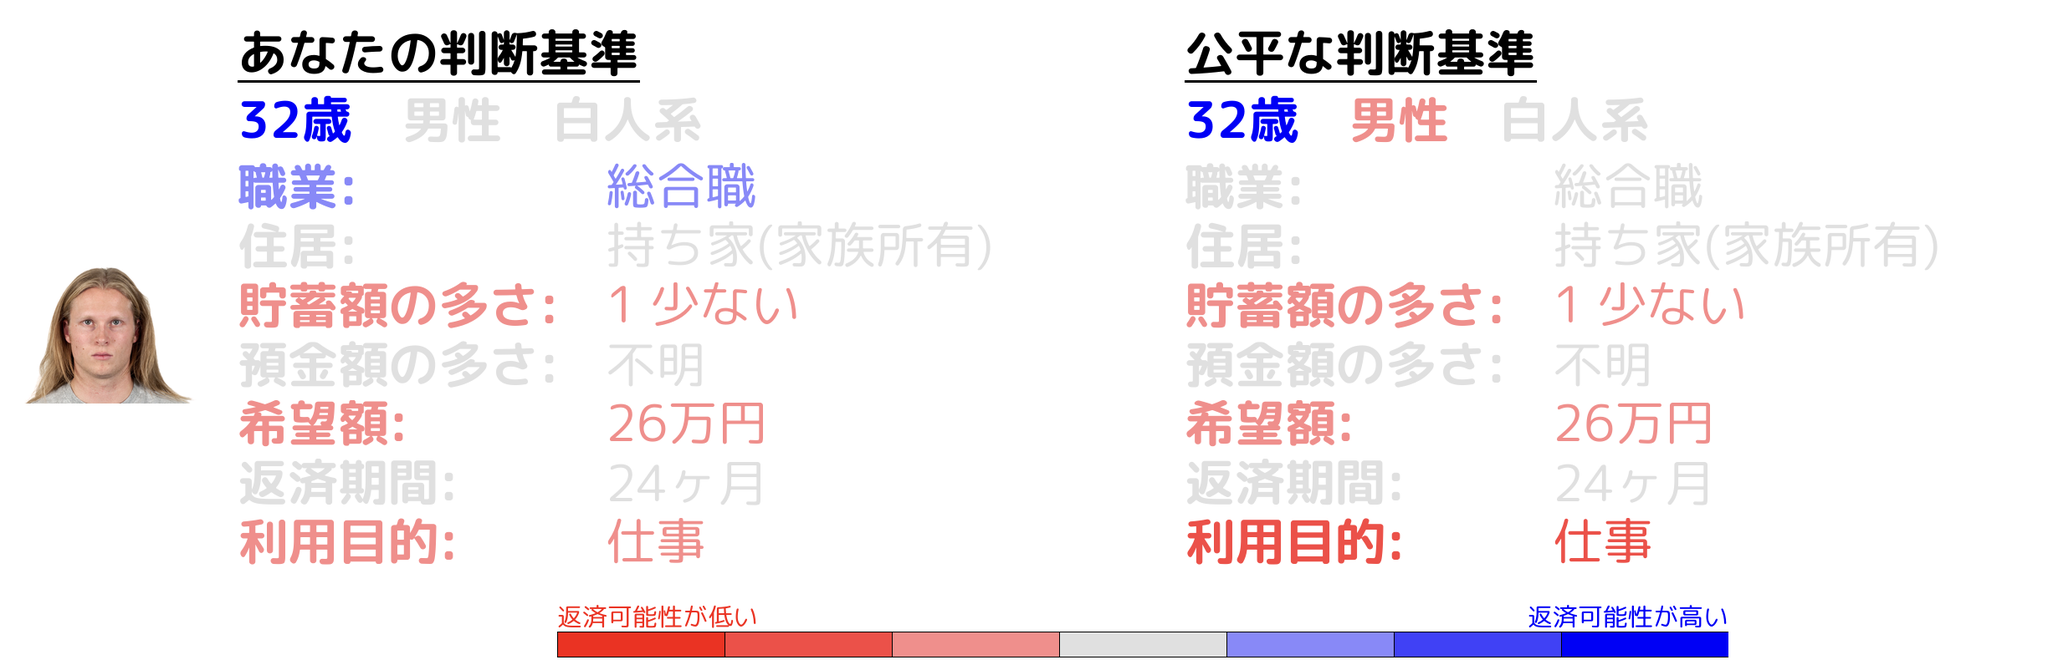 あなたの判断基準
32歳 男性 白人系
職業: 総合職
住居: 持ち家(家族所有)
貯蓄額の多さ: 1 少ない
預金額の多さ: 不明
希望額: 26万円
返済期間: 24ヶ月
利用目的: 仕事
公平な判断基準
32歳 男性 白人系
職業: 総合職
住居: 持ち家(家族所有)
貯蓄額の多さ: 1 少ない
預金額の多さ: 不明
希望額: 26万円
返済期間: 24ヶ月
利用目的: 仕事
返済可能性が低い
返済可能性が高い